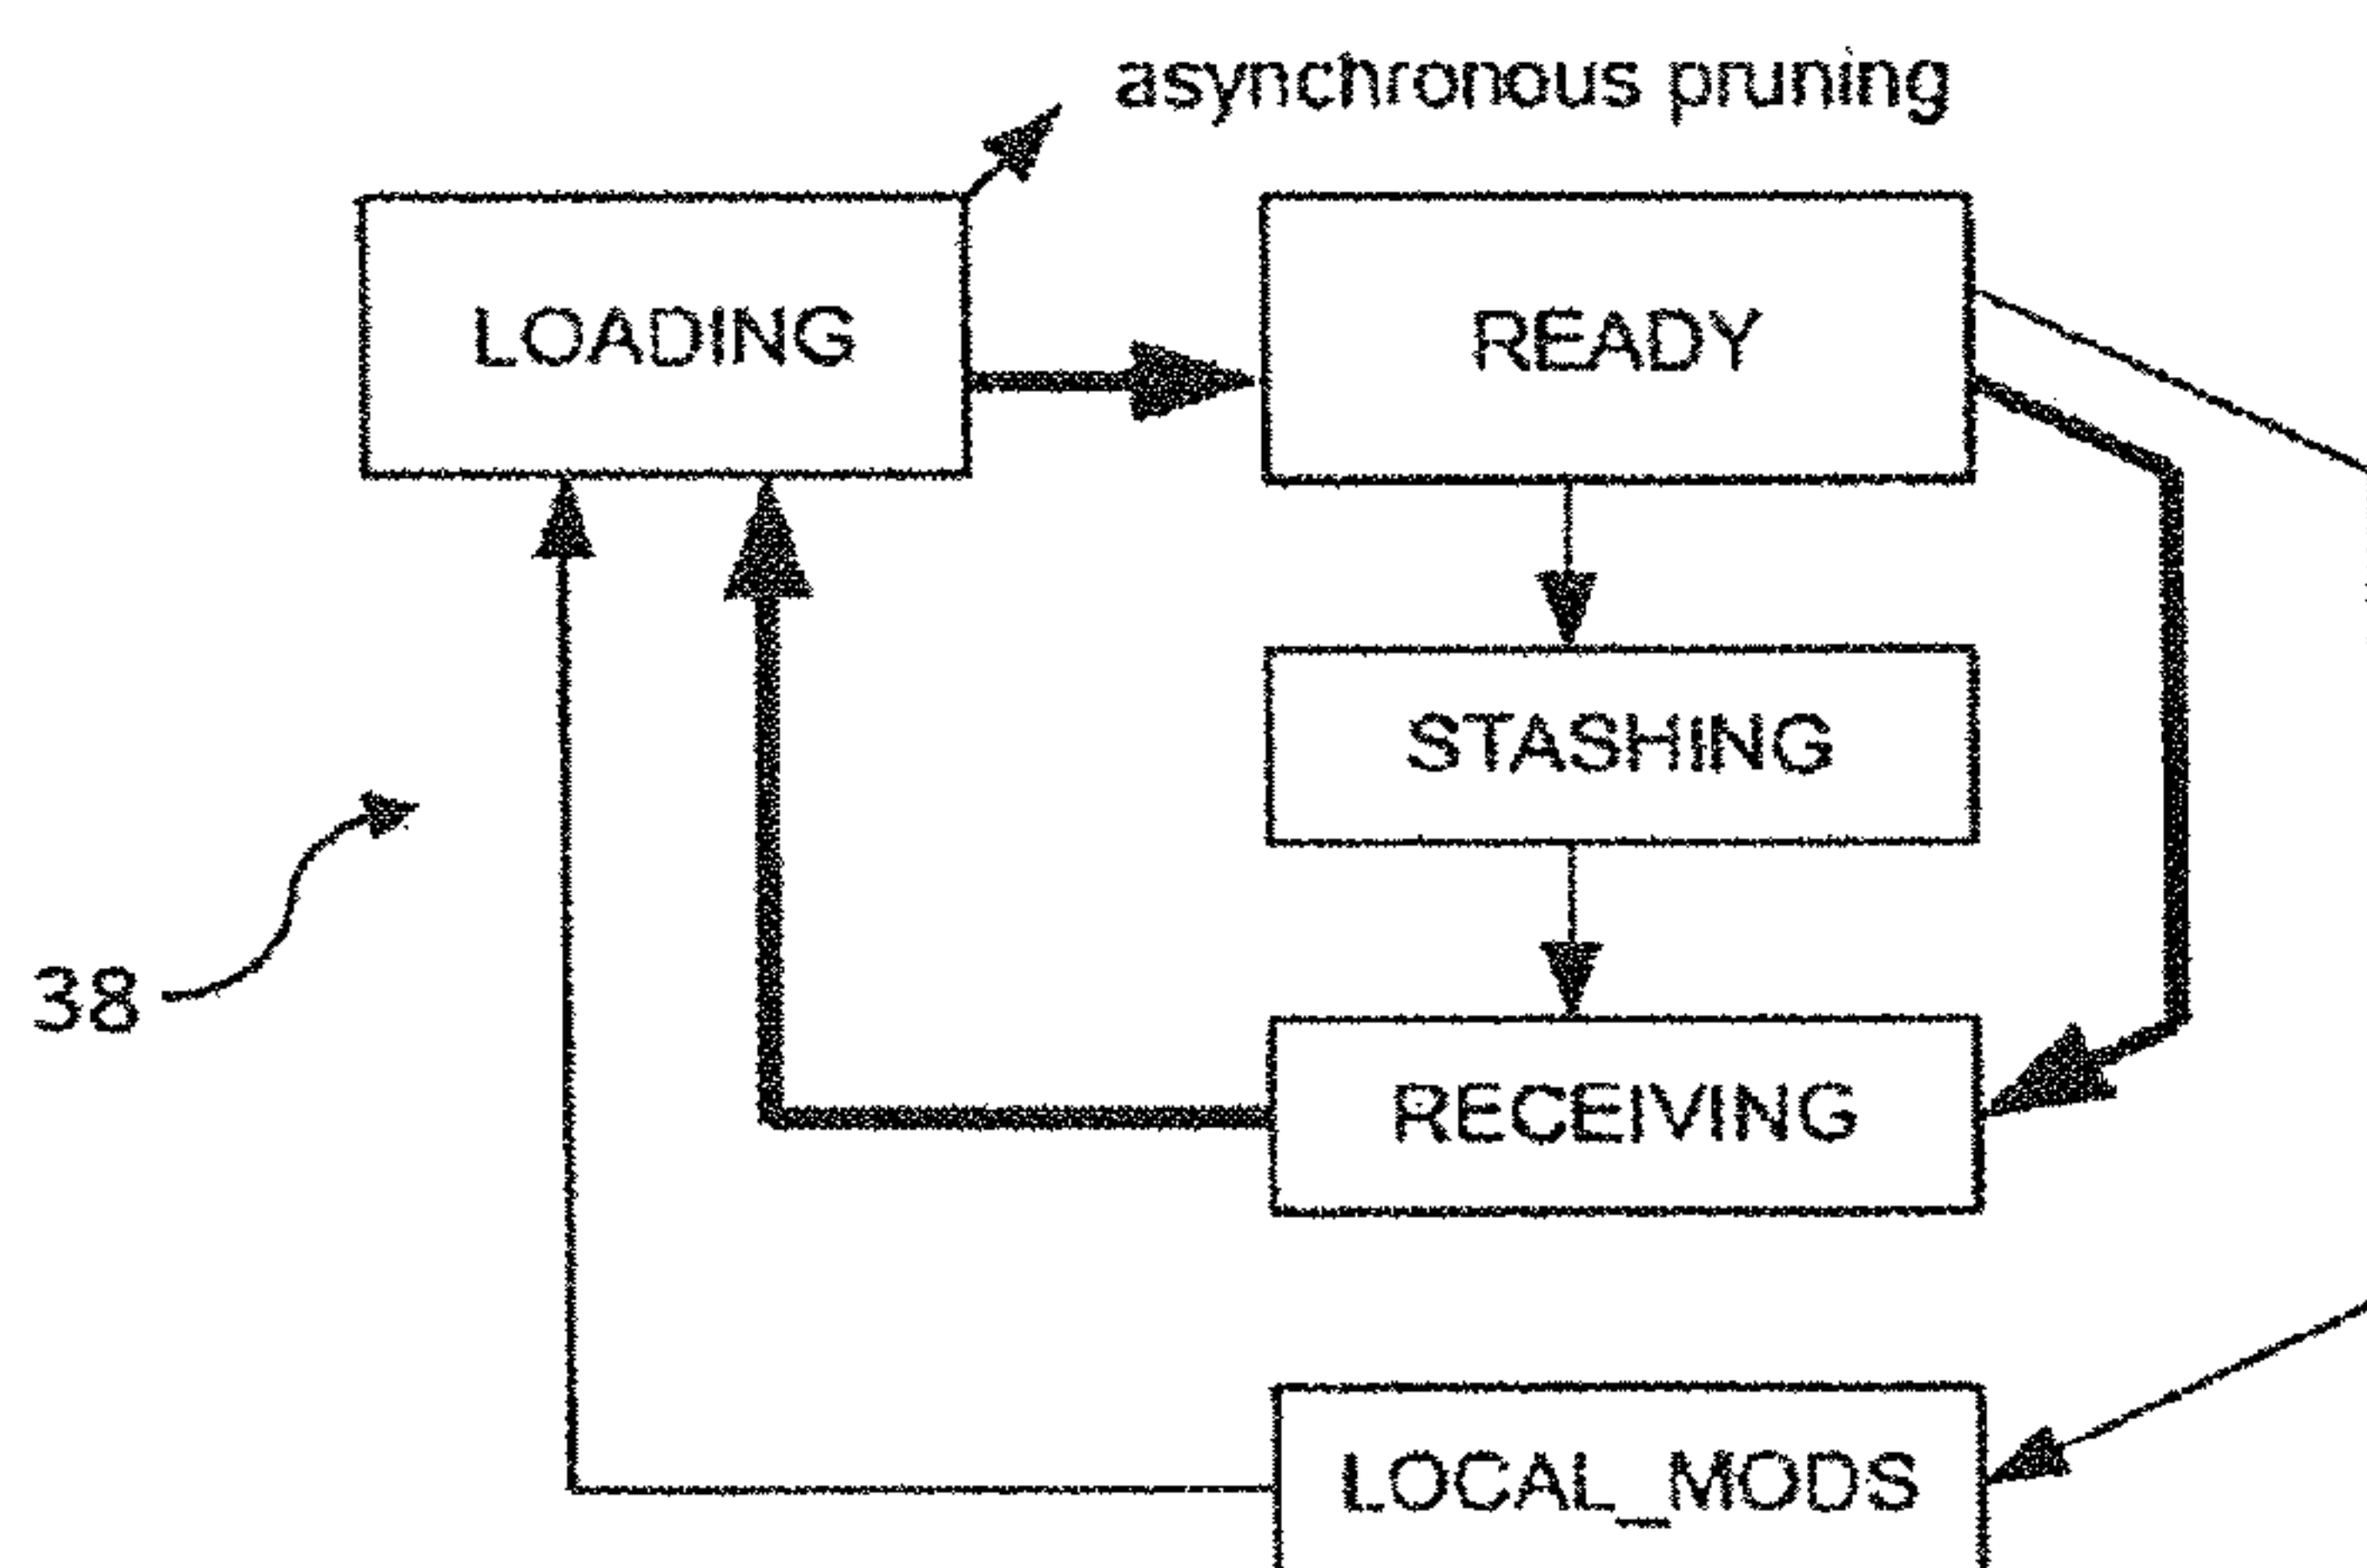 asynchronous pruning
LOADING
READY
STASHING
38
RECEIVING
LOCAL_MODS